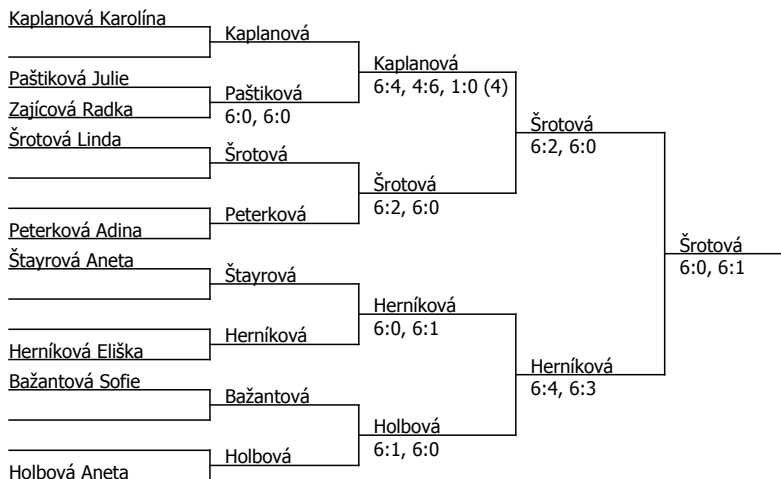 Kaplanová Karolína
Kaplanová
Kaplanová
6:4, 4:6, 1:0 (4)
Paštiková Julie
Paštiková
6:0, 6:0
Zajícová Radka
Šrotová
6:2, 6:0
Šrotová Linda
Šrotová
Šrotová
6:2, 6:0
Peterková
Peterková Adina
Šrotová
6:0, 6:1
Štayrová Aneta
Štayrová
Herníková
6:0, 6:1
Herníková
Herníková Eliška
Herníková
6:4, 6:3
Bažantová Sofie
Bažantová
Holbová
6:1, 6:0
Holbová
Holbová Aneta